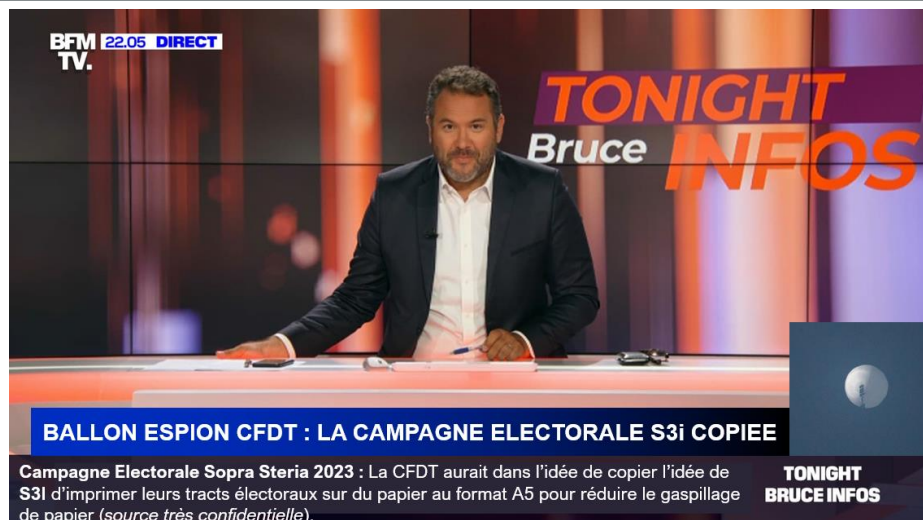 BFM 22.05 DIRECT
TV.
TONIGHT
Bruce INFOS
BALLON ESPION CFDT : LA CAMPAGNE ELECTORALE S3i COPIEE
Campagne Electorale Sopra Steria 2023 : La CFDT aurait dans l’idée de copier l’idée de
S3I d’imprimer leurs tracts électoraux sur du papier au format A5 pour réduire le gaspillage
de papier (source très confidentielle).
TONIGHT
BRUCE INFOS